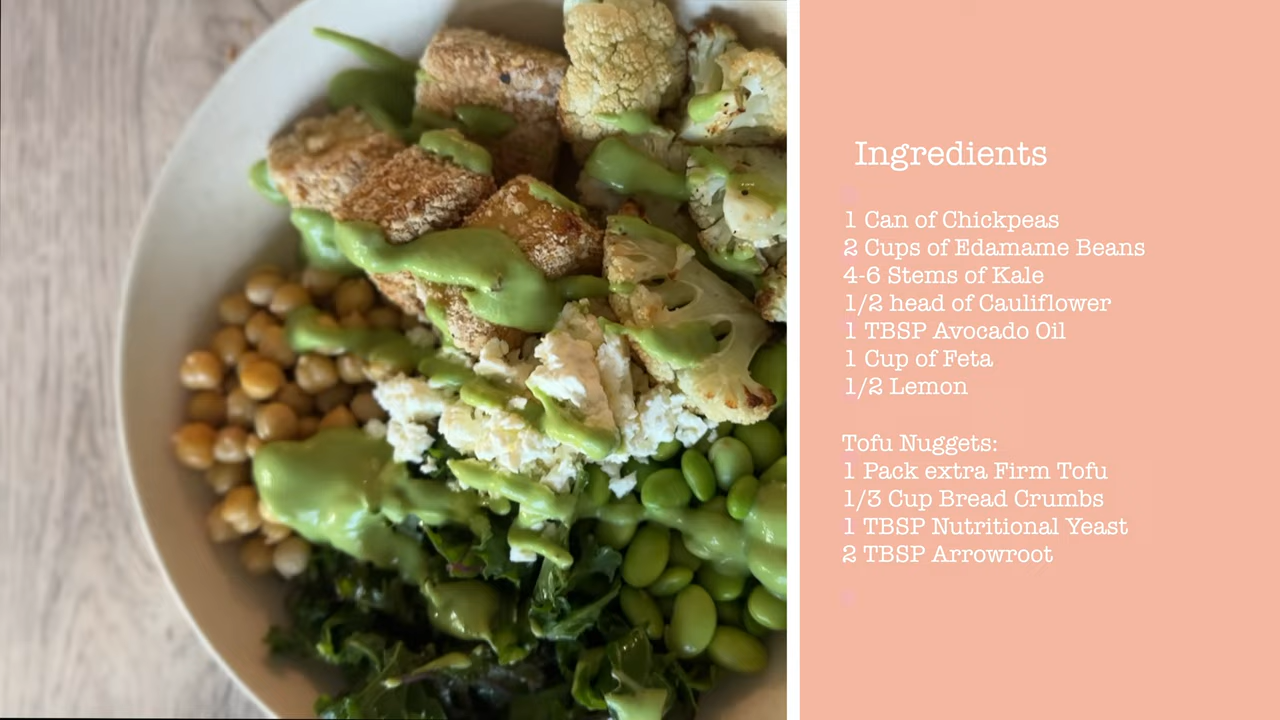 Ingredients
1 Can of Chickpeas
2 Cups of Edamame Beans
4-6 Stems of Kale
1/2 head of Cauliflower
1 TBSP Avocado Oil
1 Cup of Feta
1/2 Lemon
Tofu Nuggets:
1 Pack extra Firm Tofu
1/3 Cup Bread Crumbs
1 TBSP Nutritional Yeast
2 TBSP Arrowroot